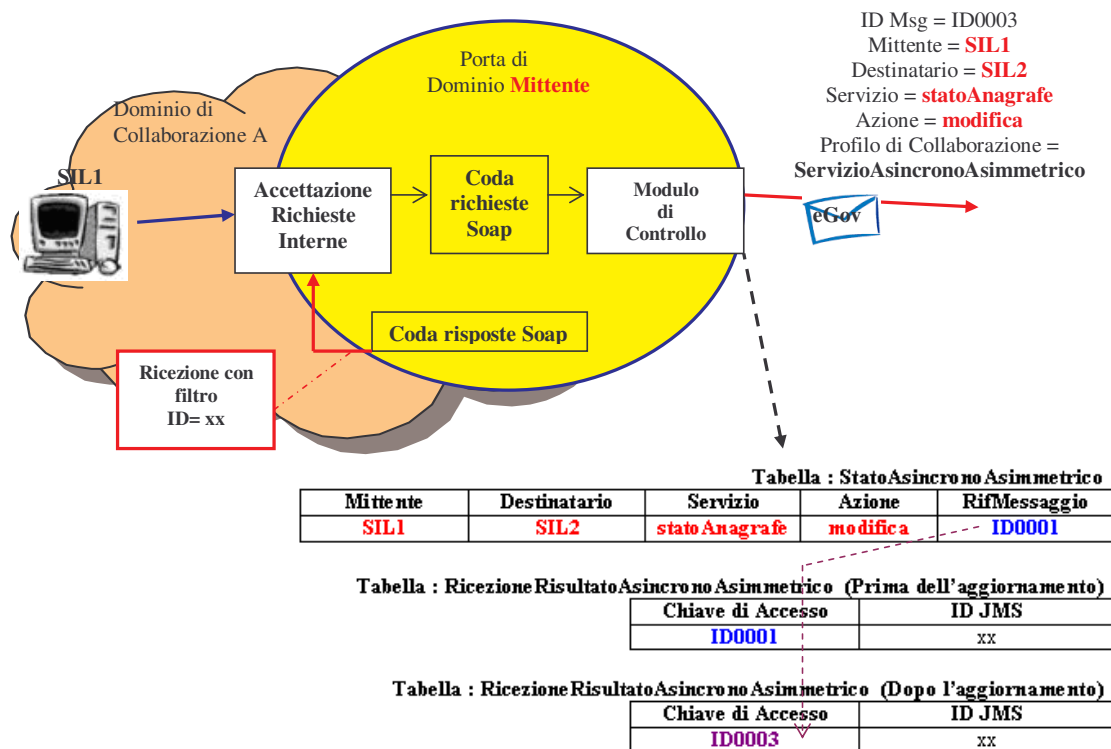 ID Msg = ID0003
Mittente = SIL1
Destinatario = SIL2
Servizio = statoAnagrafe
Azione = modifica
Profilo di Collaborazione =
ServizioAsincronoAsimmetrico
eGov
Porta di
Dominio Mittente
Dominio di
Collaborazione A
SIL1
Accettazione
Richieste
Interne
Coda
richieste
Soap
Modulo
di
Controllo
Coda risposte Soap
Ricezione con
filtro
ID= xx
Tabella : StatoAsincronoAsimmetrico
Mittente Destinatario Servizio Azione RifMessaggio
SIL1 SIL2 statoAnagrafe modifica ID0001
Tabella : RicezioneRisultatoAsincronoAsimmetrico (Prima dell'aggiornamento)
Chiave di Accesso ID JMS
ID0001 xx
Tabella : RicezioneRisultatoAsincronoAsimmetrico (Dopo l'aggiornamento)
Chiave di Accesso ID JMS
ID0003 xx